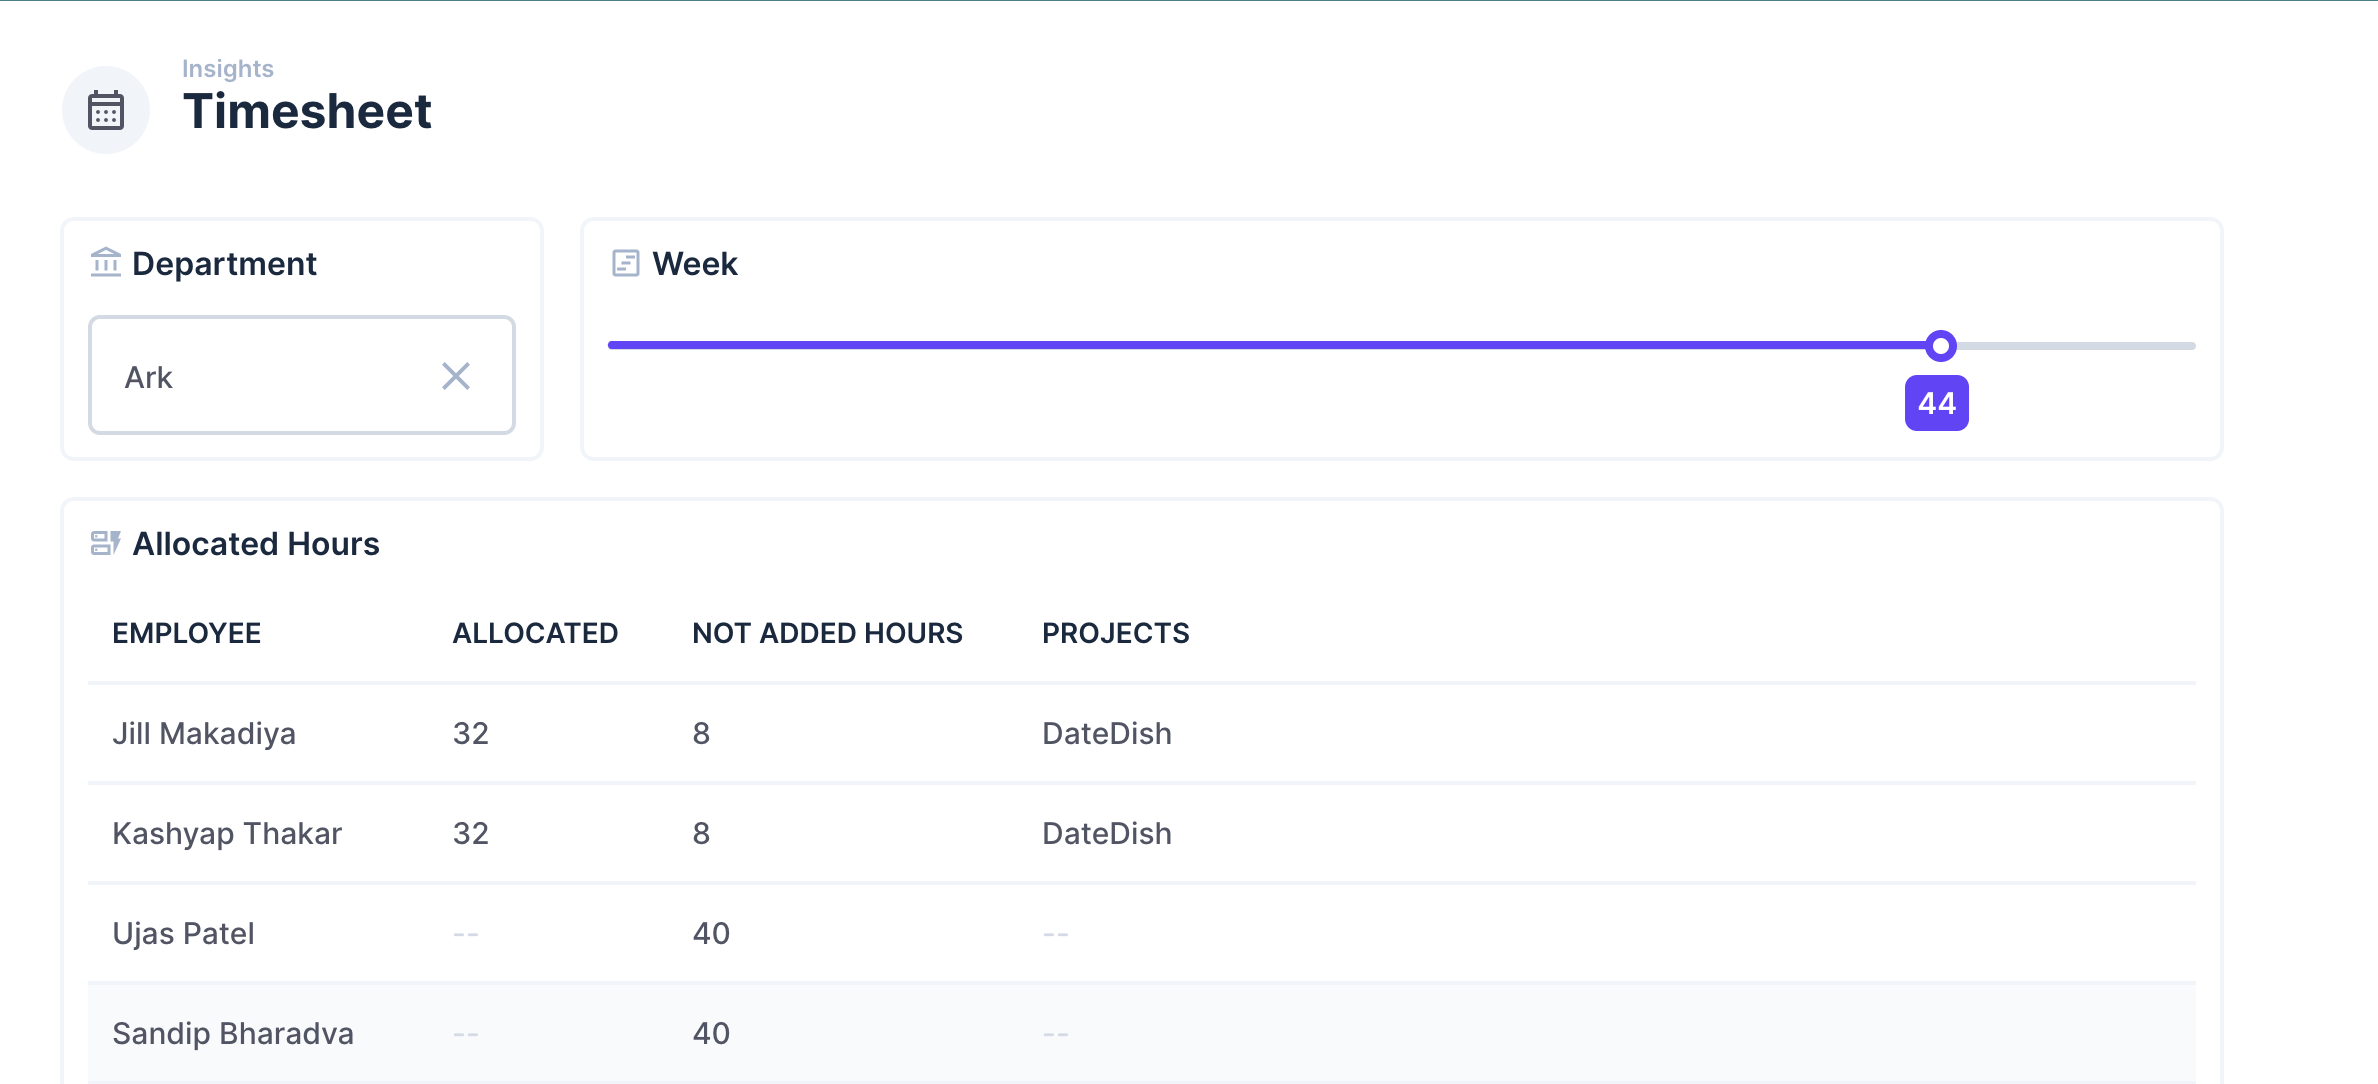 Insights
Timesheet
Department
Week
Ark
44
Allocated Hours
EMPLOYEE ALLOCATED NOT ADDED HOURS PROJECTS
Jill Makadiya 32 8 DateDish
Kashyap Thakar 32 8 DateDish
Ujas Patel -- 40 --
Sandip Bharadva -- 40 --